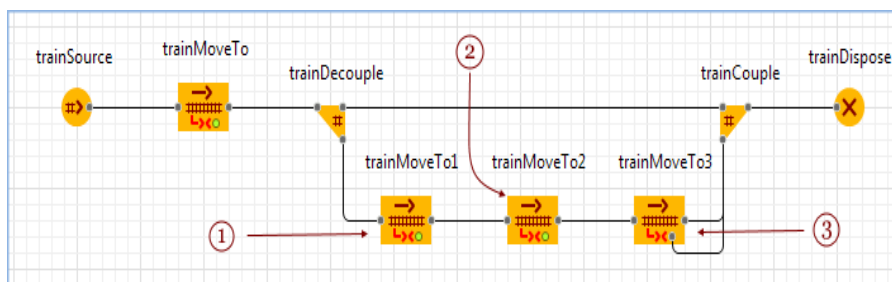 trainSource
trainMoveTo
trainDecouple
②
trainCouple
trainDispose
trainMoveTo1
trainMoveTo2
trainMoveTo3
①
③